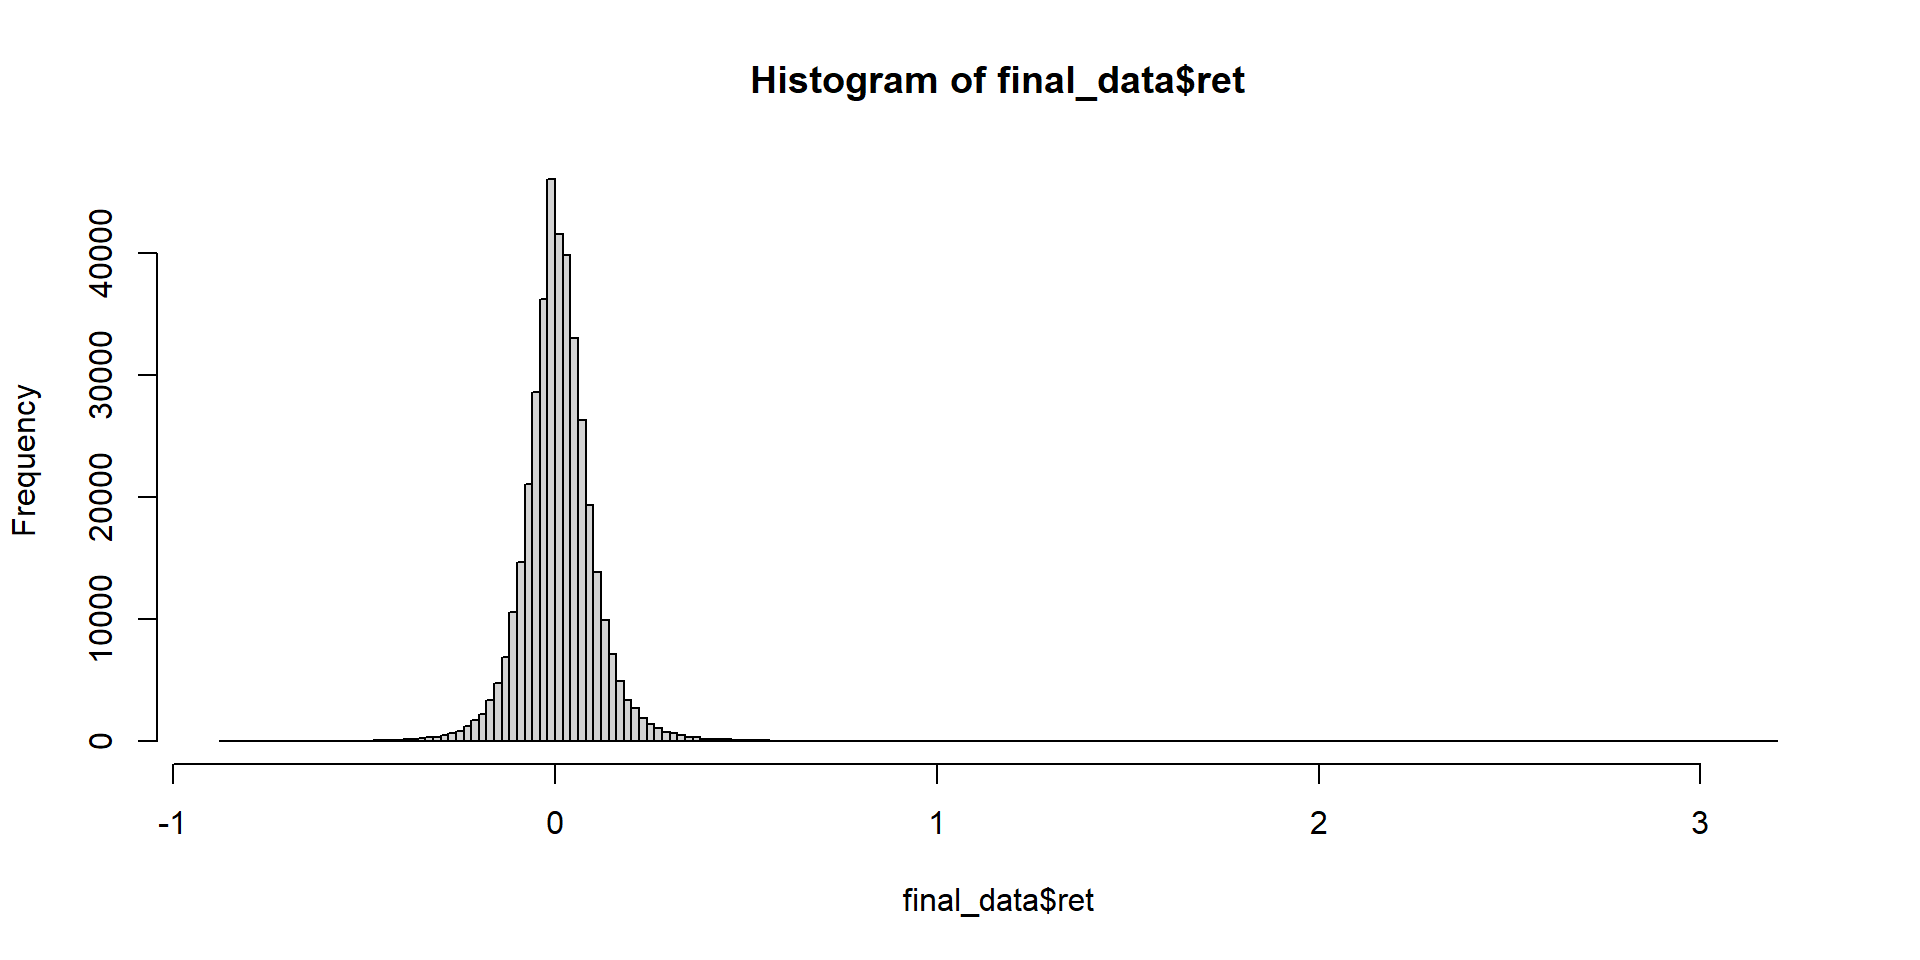 Histogram of final_data$ret
Frequency
40000
30000
20000
10000
0
-1 0 1 2 3
final_data$ret